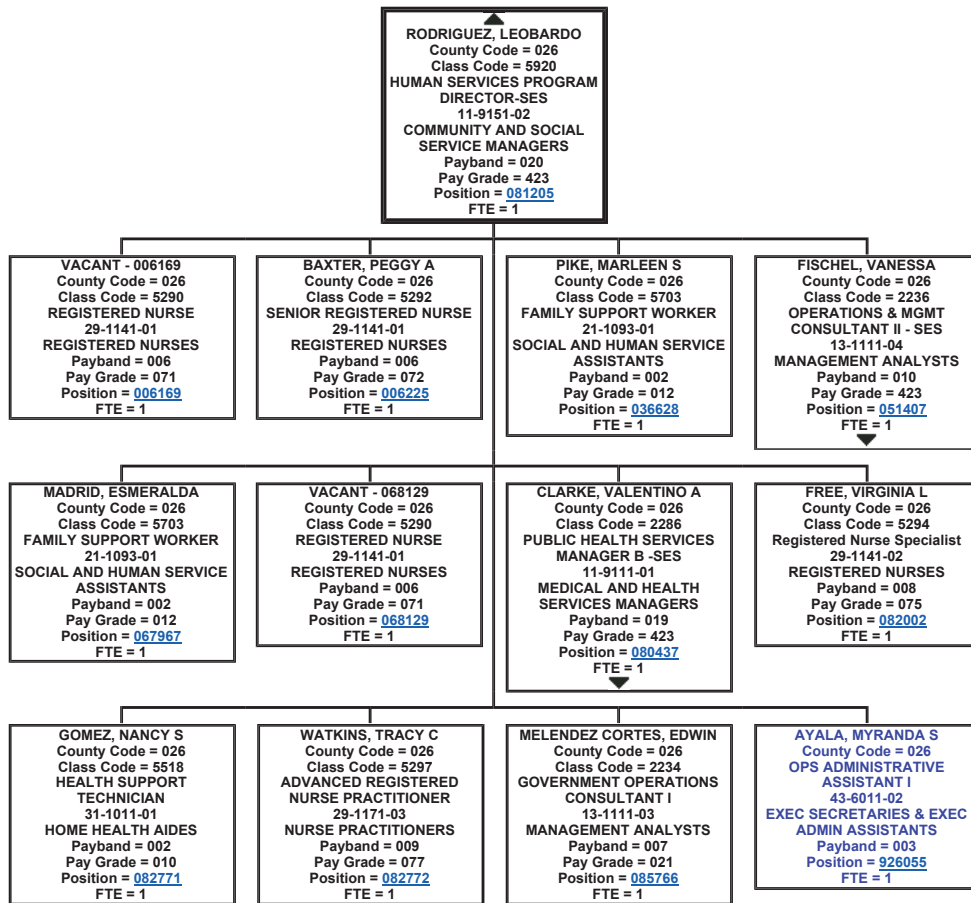 RODRIGUEZ, LEOBARDO
County Code = 026
Class Code = 5920
HUMAN SERVICES PROGRAM
DIRECTOR-SES
11-9151-02
COMMUNITY AND SOCIAL
SERVICE MANAGERS
Payband = 020
Pay Grade = 423
Position = 081205
FTE = 1
VACANT - 006169
County Code = 026
Class Code = 5290
REGISTERED NURSE
29-1141-01
REGISTERED NURSES
Payband = 006
Pay Grade = 071
Position = 006169
FTE = 1
BAXTER, PEGGY A
County Code = 026
Class Code = 5292
SENIOR REGISTERED NURSE
29-1141-01
REGISTERED NURSES
Payband = 006
Pay Grade = 072
Position = 006225
FTE = 1
PIKE, MARLEEN S
County Code = 026
Class Code = 5703
FAMILY SUPPORT WORKER
21-1093-01
SOCIAL AND HUMAN SERVICE
ASSISTANTS
Payband = 002
Pay Grade = 012
Position = 036628
FTE = 1
FISCHEL, VANESSA
County Code = 026
Class Code = 2236
OPERATIONS & MGMT
CONSULTANT II - SES
13-1111-04
MANAGEMENT ANALYSTS
Payband = 010
Pay Grade = 423
Position = 051407
FTE = 1
MADRID, ESMERALDA
County Code = 026
Class Code = 5703
FAMILY SUPPORT WORKER
21-1093-01
SOCIAL AND HUMAN SERVICE
ASSISTANTS
Payband = 002
Pay Grade = 012
Position = 067967
FTE = 1
VACANT - 068129
County Code = 026
Class Code = 5290
REGISTERED NURSE
29-1141-01
REGISTERED NURSES
Payband = 006
Pay Grade = 071
Position = 068129
FTE = 1
CLARKE, VALENTINO A
County Code = 026
Class Code = 2286
PUBLIC HEALTH SERVICES
MANAGER B -SES
11-9111-01
MEDICAL AND HEALTH
SERVICES MANAGERS
Payband = 019
Pay Grade = 423
Position = 080437
FTE = 1
FREE, VIRGINIA L
County Code = 026
Class Code = 5294
Registered Nurse Specialist
29-1141-02
REGISTERED NURSES
Payband = 008
Pay Grade = 075
Position = 082002
FTE = 1
GOMEZ, NANCY S
County Code = 026
Class Code = 5518
HEALTH SUPPORT
TECHNICIAN
31-1011-01
HOME HEALTH AIDES
Payband = 002
Pay Grade = 010
Position = 082771
FTE = 1
WATKINS, TRACY C
County Code = 026
Class Code = 5297
ADVANCED REGISTERED
NURSE PRACTITIONER
29-1171-03
NURSE PRACTITIONERS
Payband = 009
Pay Grade = 077
Position = 082772
FTE = 1
MELENDEZ CORTES, EDWIN
County Code = 026
Class Code = 2234
GOVERNMENT OPERATIONS
CONSULTANT I
13-1111-03
MANAGEMENT ANALYSTS
Payband = 007
Pay Grade = 021
Position = 085766
FTE = 1
AYALA, MYRANDA S
County Code = 026
OPS ADMINISTRATIVE
ASSISTANT I
43-6011-02
EXEC SECRETARIES & EXEC
ADMIN ASSISTANTS
Payband = 003
Position = 926055
FTE = 1